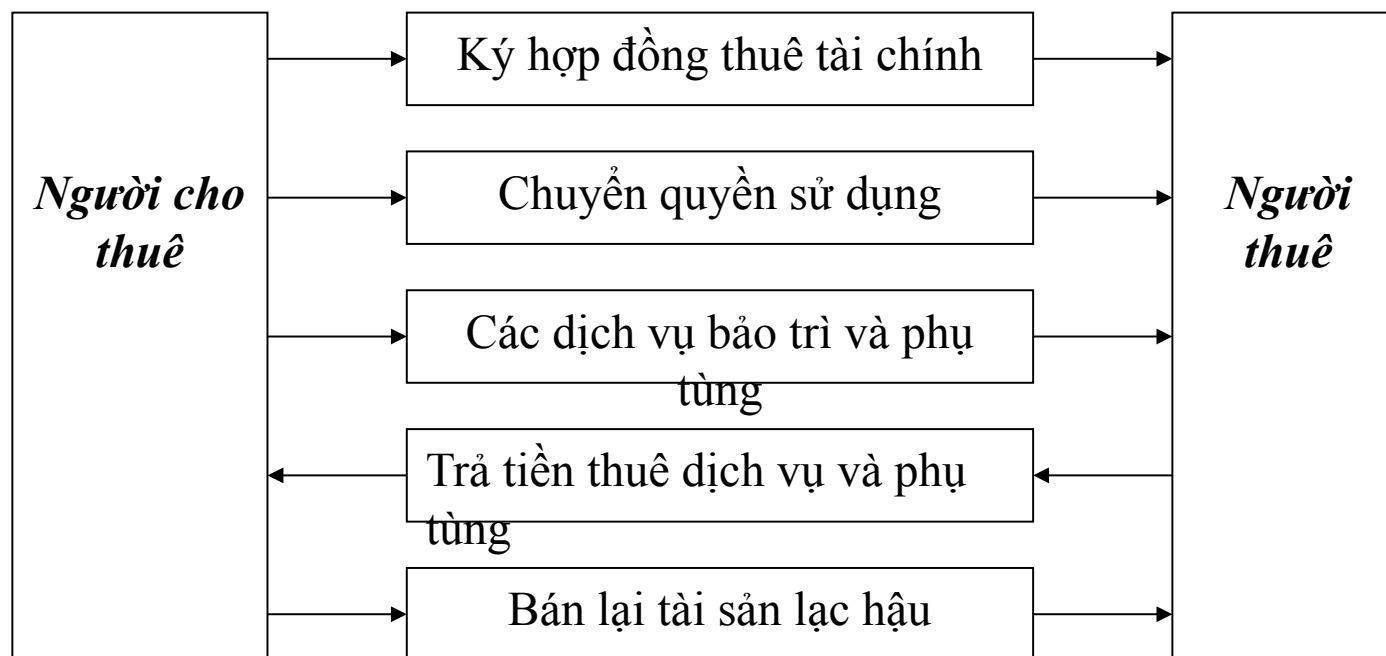 Ký hợp đồng thuê tài chính
Người cho
thuê
Chuyển quyền sử dụng
Người
thuê
Các dịch vụ bảo trì và phụ
tùng
Trả tiền thuê dịch vụ và phụ
tùng
Bán lại tài sản lạc hậu